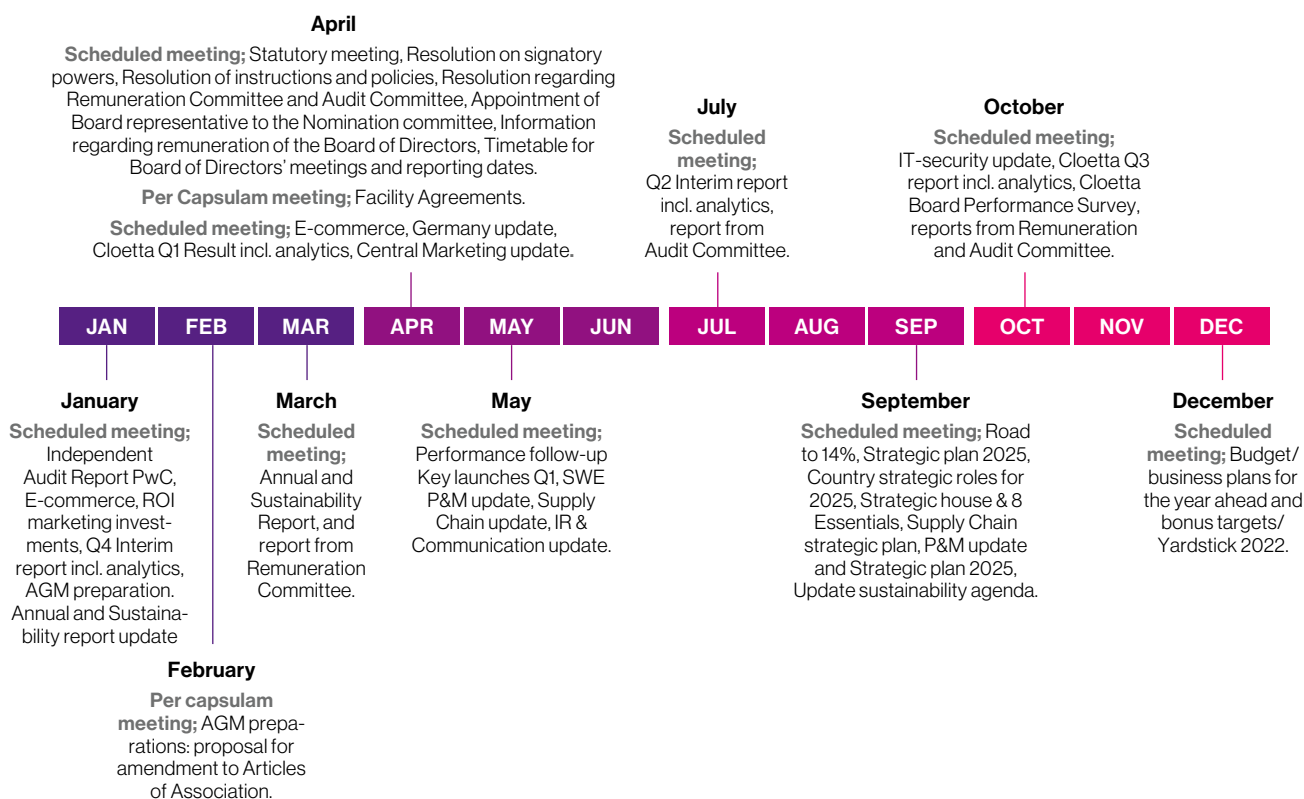 April
Scheduled meeting; Statutory meeting, Resolution on signatory
powers, Resolution of instructions and policies, Resolution regarding
Remuneration Committee and Audit Committee, Appointment of
Board representative to the Nomination committee, Information
regarding remuneration of the Board of Directors, Timetable for
Board of Directors' meetings and reporting dates.
Per Capsulam meeting; Facility Agreements.
Scheduled meeting; E-commerce, Germany update,
Cloetta Q1 Result incl. analytics, Central Marketing update.
July
Scheduled
meeting;
Q2 Interim report
incl. analytics,
report from
Audit Committee.
October
Scheduled meeting;
IT-security update, Cloetta Q3
report incl. analytics, Cloetta
Board Performance Survey,
reports from Remuneration
and Audit Committee.
JAN FEB MAR APR MAY JUN JUL AUG SEP OCT NOV DEC
January
Scheduled meeting;
Independent
Audit Report PwC,
E-commerce, ROI
marketing invest-
ments, Q4 Interim
report incl. analytics,
AGM preparation.
Annual and Sustaina-
bility report update
February
Per capsulam
meeting; AGM prepa-
rations: proposal for
amendment to Articles
of Association.
March
Scheduled
meeting;
Annual and
Sustainability
Report, and
report from
Remuneration
Committee.
May
Scheduled meeting;
Performance follow-up
Key launches Q1, SWE
P&M update, Supply
Chain update, IR &
Communication update.
September
Scheduled meeting; Road
to 14%, Strategic plan 2025,
Country strategic roles for
2025, Strategic house & 8
Essentials, Supply Chain
strategic plan, P&M update
and Strategic plan 2025,
Update sustainability agenda.
December
Scheduled
meeting; Budget/
business plans for
the year ahead and
bonus targets/
Yardstick 2022.